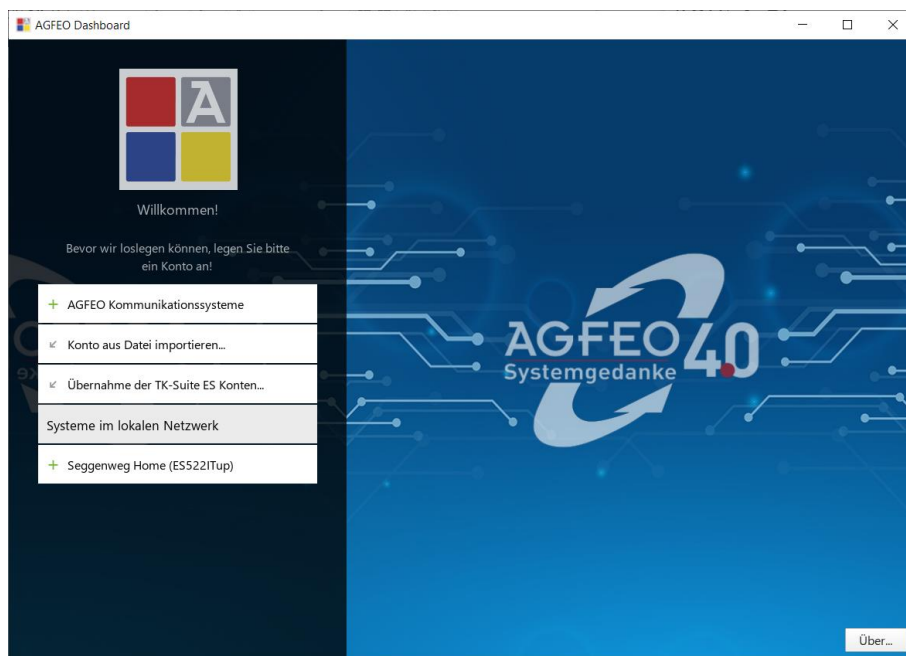 AGFEO Dashboard
A
Willkommen!
Bevor wir loslegen können, legen Sie bitte
ein Konto an!
+ AGFEO Kommunikationssysteme
Konto aus Datei importieren...
Übernahme der TK-Suite ES Konten...
Systeme im lokalen Netzwerk
+ Seggenweg Home (ES522ITup)
AGFEO 4.0
Systemgedanke
Über...